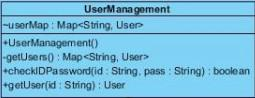 UserManagement
~userMap : Map<String, User>
+UserManagement()
-getUsers() : Map<String, User>
+checkIDPassword(id : String, pass : String) : boolean
+getUser(id : String) : User